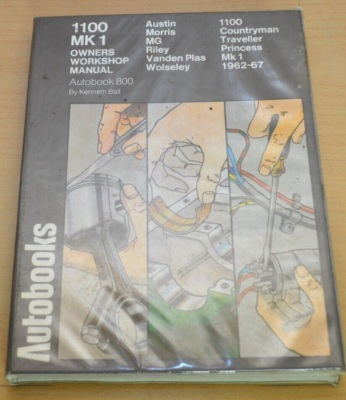 1100
MK 1
OWNERS
WORKSHOP
MANUAL
Autobook 800
By Kenneth Ball
Austin
Morris
MG
Riley
Vanden Plas
Wolseley
1100
Countryman
Traveller
Princess
Mk 1
1962-67
Autobooks